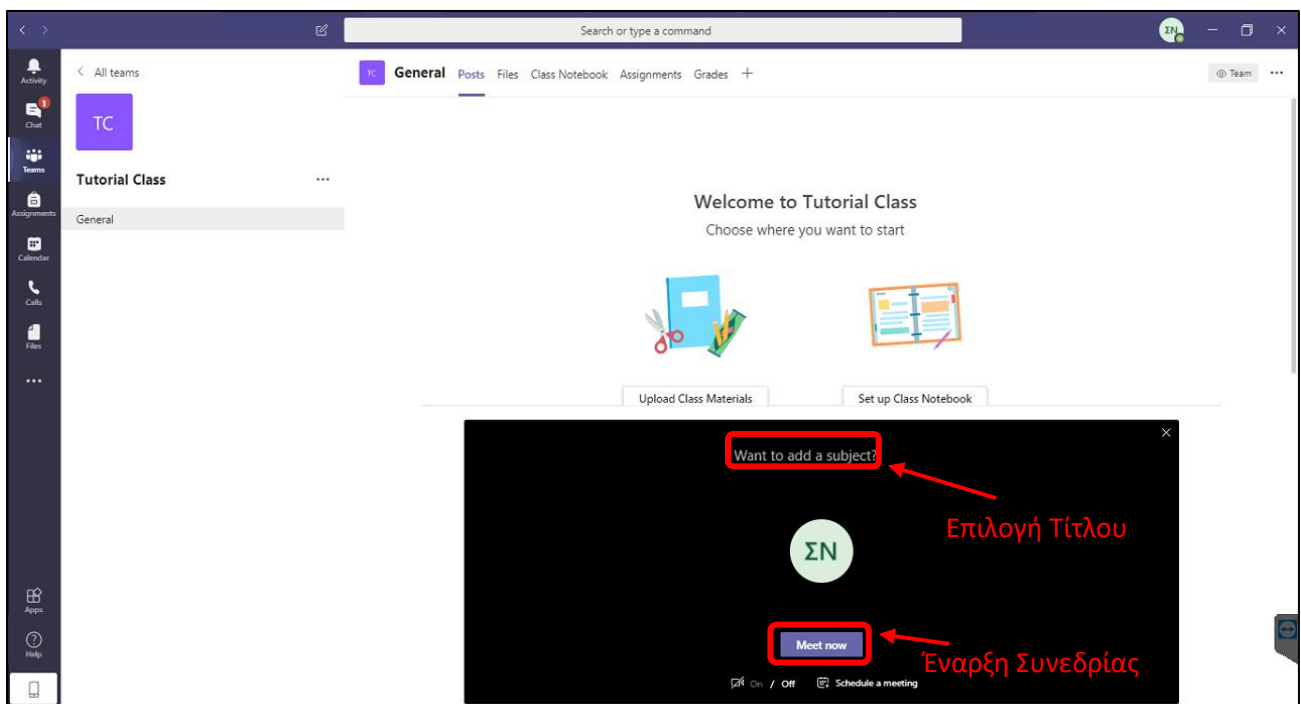 Search or type a command
ΣN
Activity
1
Chat
Teams
Assignments
Calendar
Calls
Files
Apps
Help
All teams
TC
Tutorial Class
General
TC General Posts Files Class Notebook Assignments Grades
Team
Welcome to Tutorial Class
Choose where you want to start
Upload Class Materials Set up Class Notebook
Want to add a subject?
Επιλογή Τίτλου
ΣN
Meet now
Έναρξη Συνεδρίας
On / Off Schedule a meeting